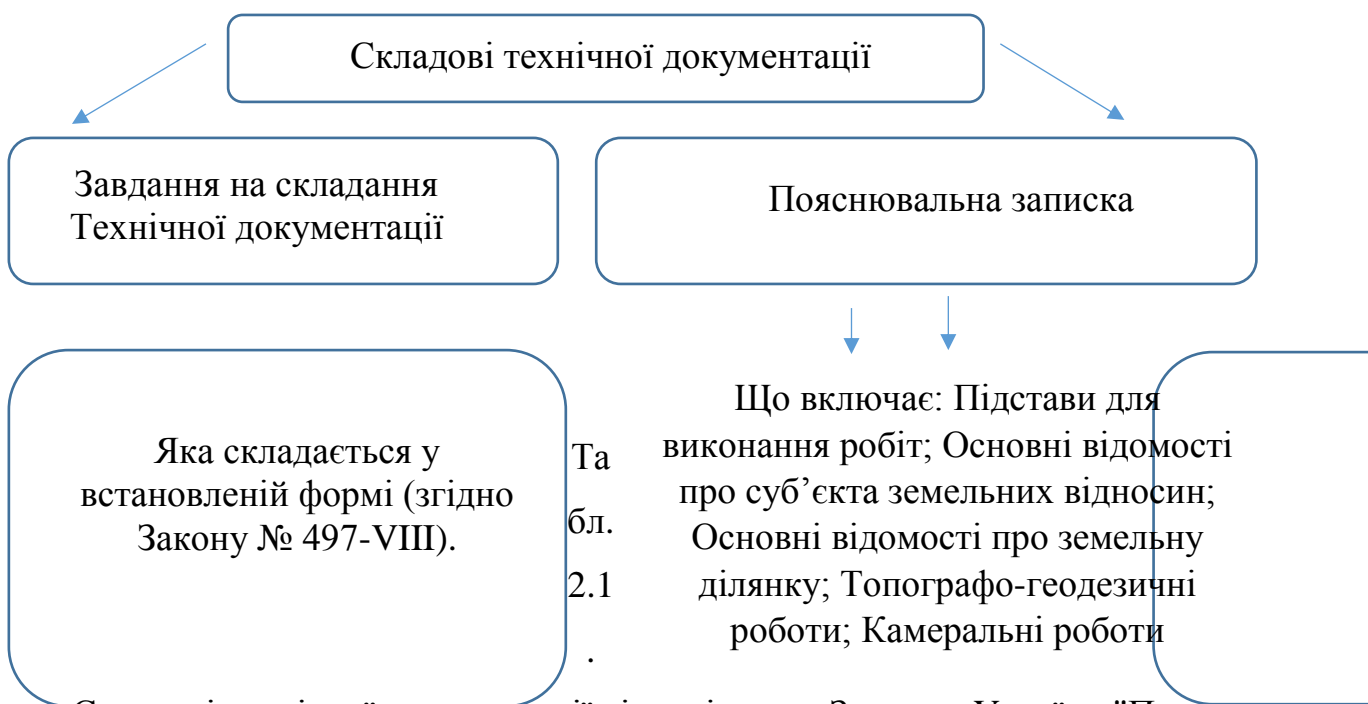 Складові технічної документації
Завдання на складання
Технічної документації
Пояснювальна записка
Яка складається у
встановленій формі (згідно
Закону № 497-VIII).
Та
бл.
2.1
.
Що включає: Підстави для
виконання робіт; Основні відомості
про суб’єкта земельних відносин;
Основні відомості про земельну
ділянку; Топографо-геодезичні
роботи; Камеральні роботи